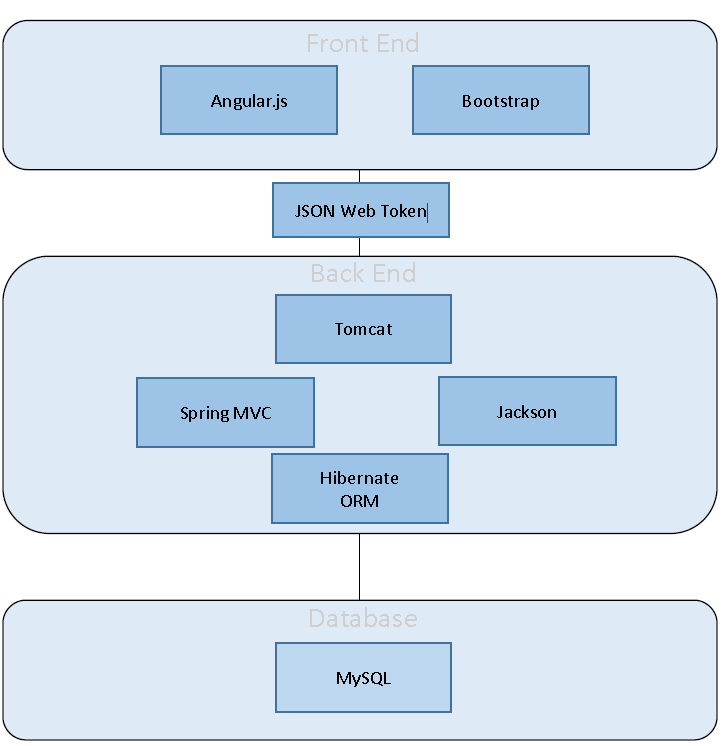 Front End
Angular.js
Bootstrap
JSON Web Token
Back End
Tomcat
Spring MVC
Jackson
Hibernate
ORM
Database
MySQL